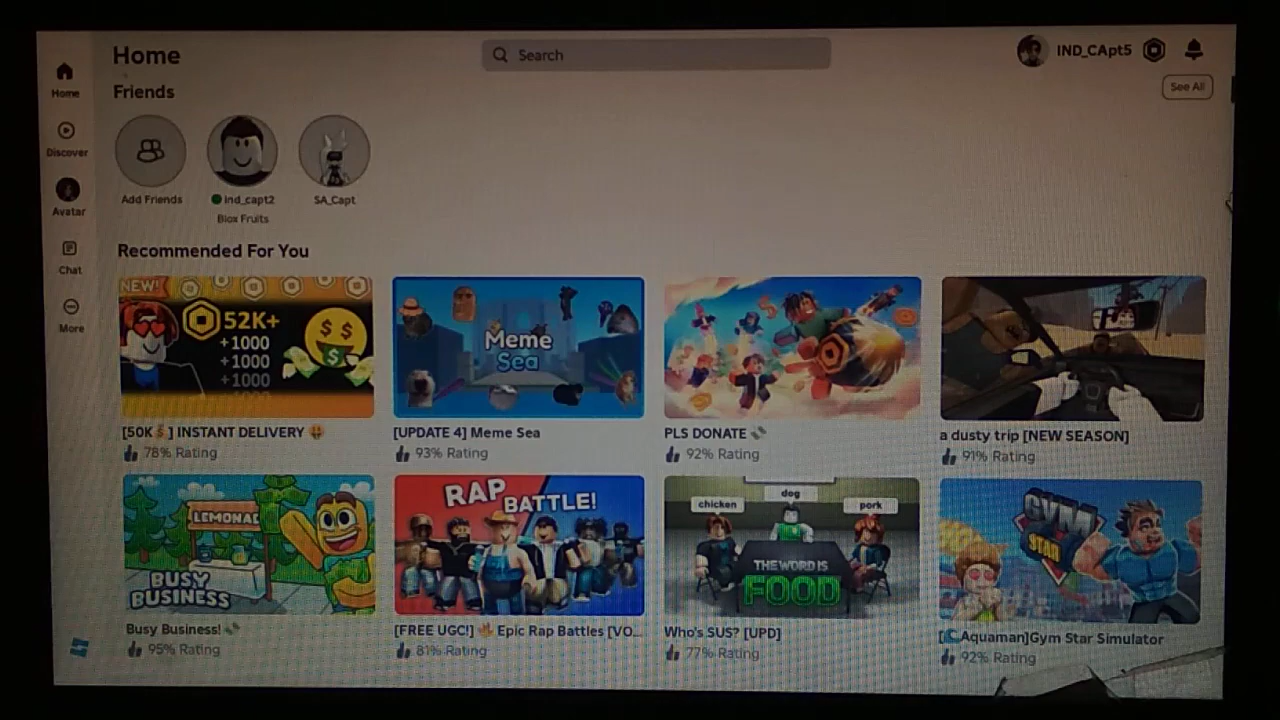 Home
Search
IND_CApt5
Home
Discover
Avatar
Chat
More
Friends
See All
Add Friends
ind_capt2
Blox Fruits
SA_Capt
Recommended For You
NEW!
52K+
+1000
+1000
+1000
[50K💰] INSTANT DELIVERY 🤑
78% Rating
Meme
Sea
[UPDATE 4] Meme Sea
93% Rating
PLS DONATE 💸
92% Rating
a dusty trip [NEW SEASON]
91% Rating
LEMONAD
BUSY
BUSINESS
Busy Business! 💸
95% Rating
RAP BATTLE!
[FREE UGC!] 🔥 Epic Rap Battles [VO...
81% Rating
chicken
dog
pork
THE WORD IS
FOOD
Who's SUS? [UPD]
77% Rating
GYM
STAR
[🌊Aquaman]Gym Star Simulator
92% Rating